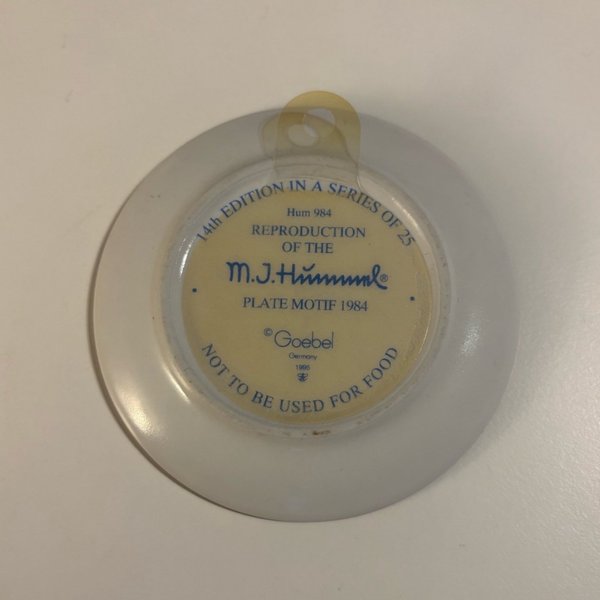 14th EDITION IN A SERIES OF 25
Hum 984
REPRODUCTION
OF THE
M.J.Hummel®
PLATE MOTIF 1984
© Goebel
Germany
1995
NOT TO BE USED FOR FOOD